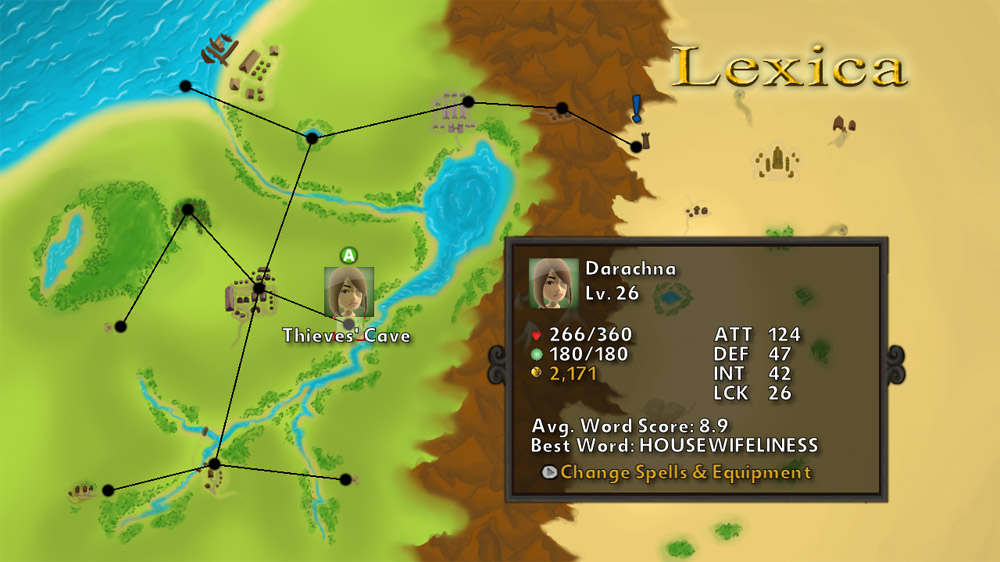 Lexica
A
Thieves' Cave
Darachna
Lv. 26
266/360
ATT 124
180/180
DEF 47
2,171
INT 42
LCK 26
Avg. Word Score: 8.9
Best Word: HOUSEWIFELINESS
Change Spells & Equipment